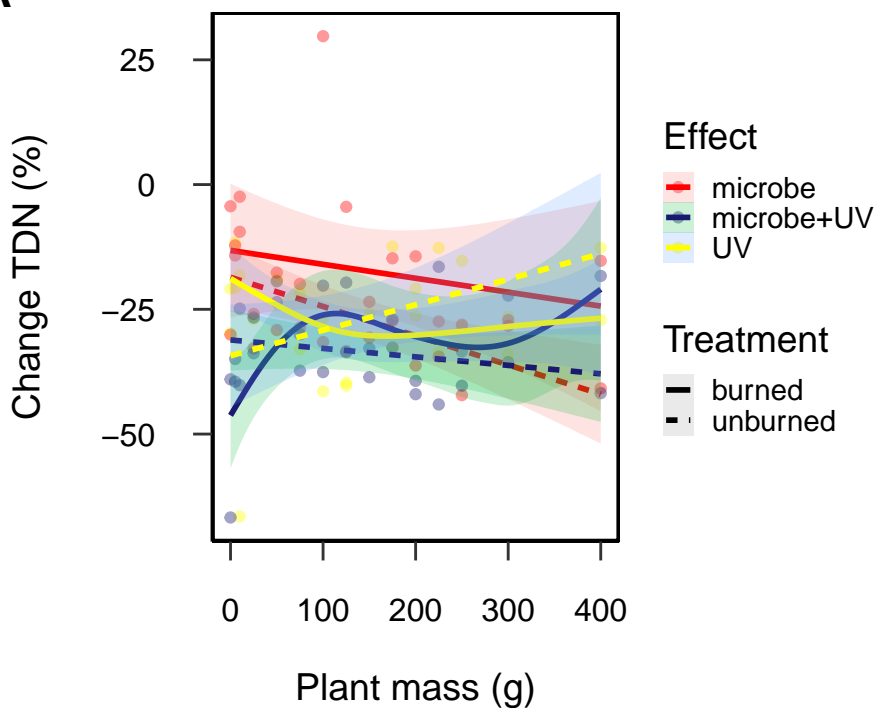 Change TDN (%)
25
0
−25
−50
0 100 200 300 400
Plant mass (g)
Effect
microbe
microbe+UV
UV
Treatment
burned
unburned